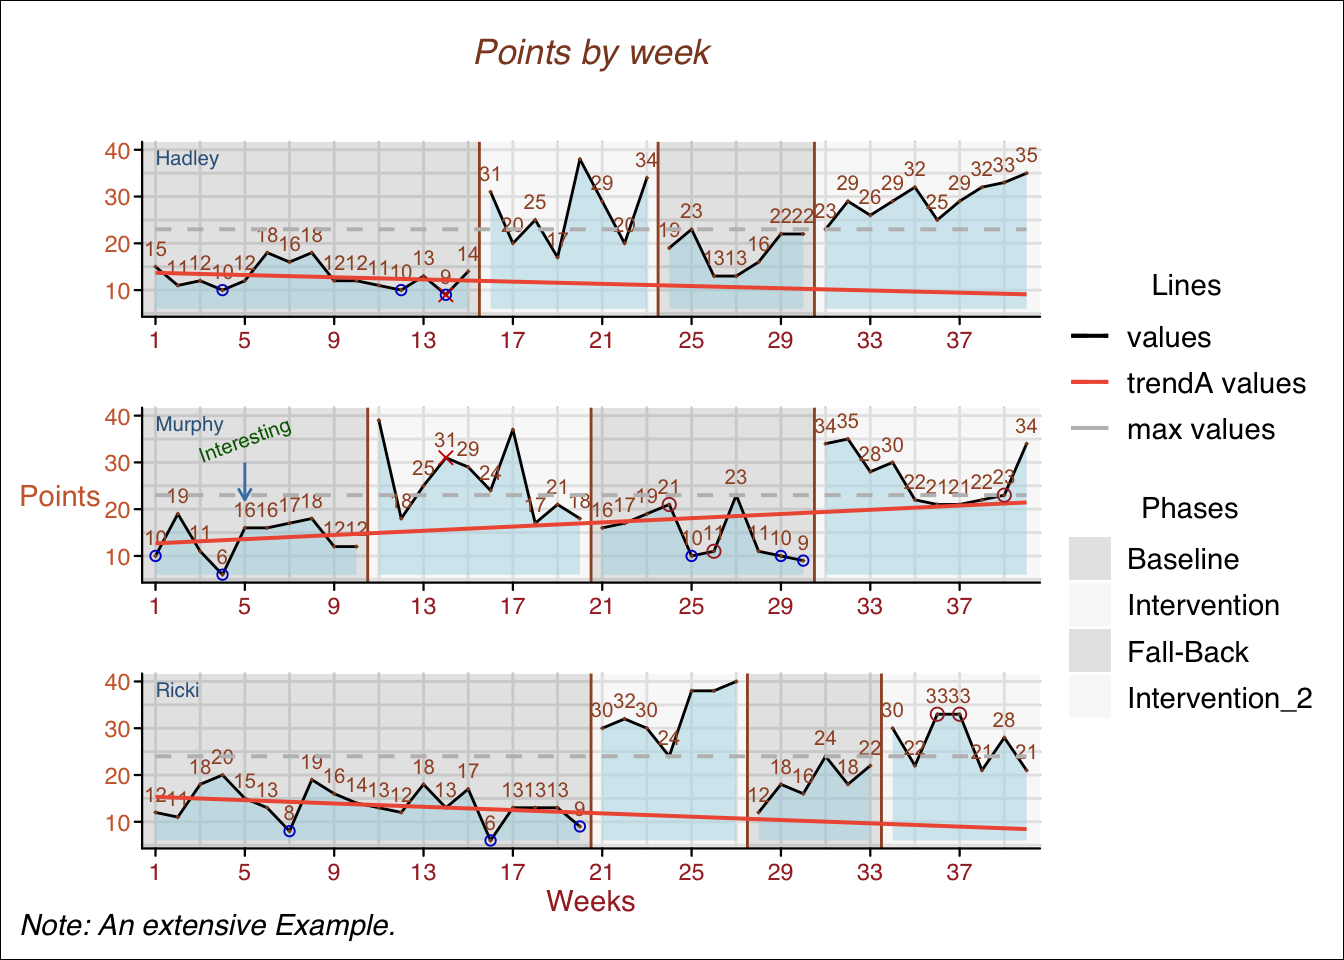 Points by week
40
Hadley
30
20
10
15 11 12 10 12 18 16 18 12 12 11 10 13 9 14
31 20 25 17 29 20 34
19 23 13 13 16 22 22
23 29 26 29 32 25 29 32 33 35
1 5 9 13 17 21 25 29 33 37
Points
40
Murphy
Interesting
30
20
10
10 19 11 6 16 16 17 18 12 12
18 25 31 29 24 17 21 18
16 17 19 21 10 11 23 11 10 9
34 35 28 30 22 21 21 22 23 34
1 5 9 13 17 21 25 29 33 37
40
Ricki
30
20
10
12 11 18 20 15 13 8 19 16 14 13 12 18 13 17 6 13 13 13 9
30 32 30 24
12 18 16 24 18 22
30 22 33 33 21 28 21
1 5 9 13 17 21 25 29 33 37
Weeks
Lines
values
trendA values
max values
Phases
Baseline
Intervention
Fall-Back
Intervention_2
Note: An extensive Example.